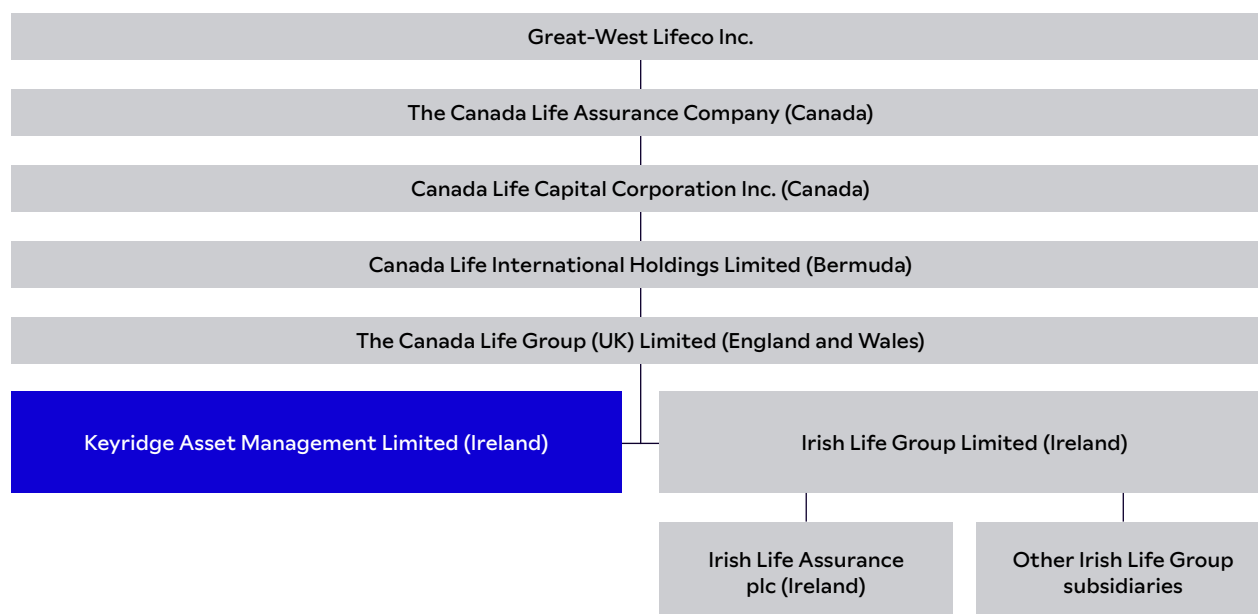 Great-West Lifeco Inc.
The Canada Life Assurance Company (Canada)
Canada Life Capital Corporation Inc. (Canada)
Canada Life International Holdings Limited (Bermuda)
The Canada Life Group (UK) Limited (England and Wales)
Keyridge Asset Management Limited (Ireland)
Irish Life Group Limited (Ireland)
Irish Life Assurance
plc (Ireland)
Other Irish Life Group
subsidiaries